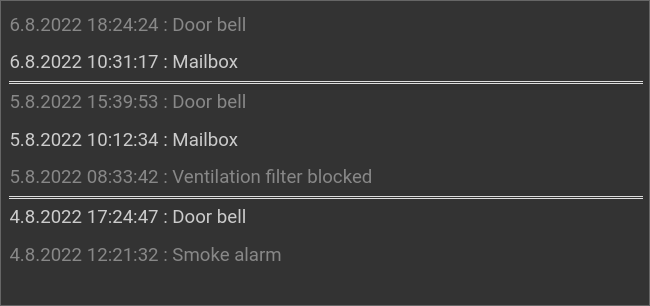 6.8.2022 18:24:24 : Door bell
6.8.2022 10:31:17 : Mailbox
5.8.2022 15:39:53 : Door bell
5.8.2022 10:12:34 : Mailbox
5.8.2022 08:33:42 : Ventilation filter blocked
4.8.2022 17:24:47 : Door bell
4.8.2022 12:21:32 : Smoke alarm